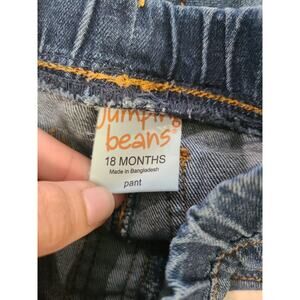 jumping
beans
18 MONTHS
Made in Bangladesh
pant